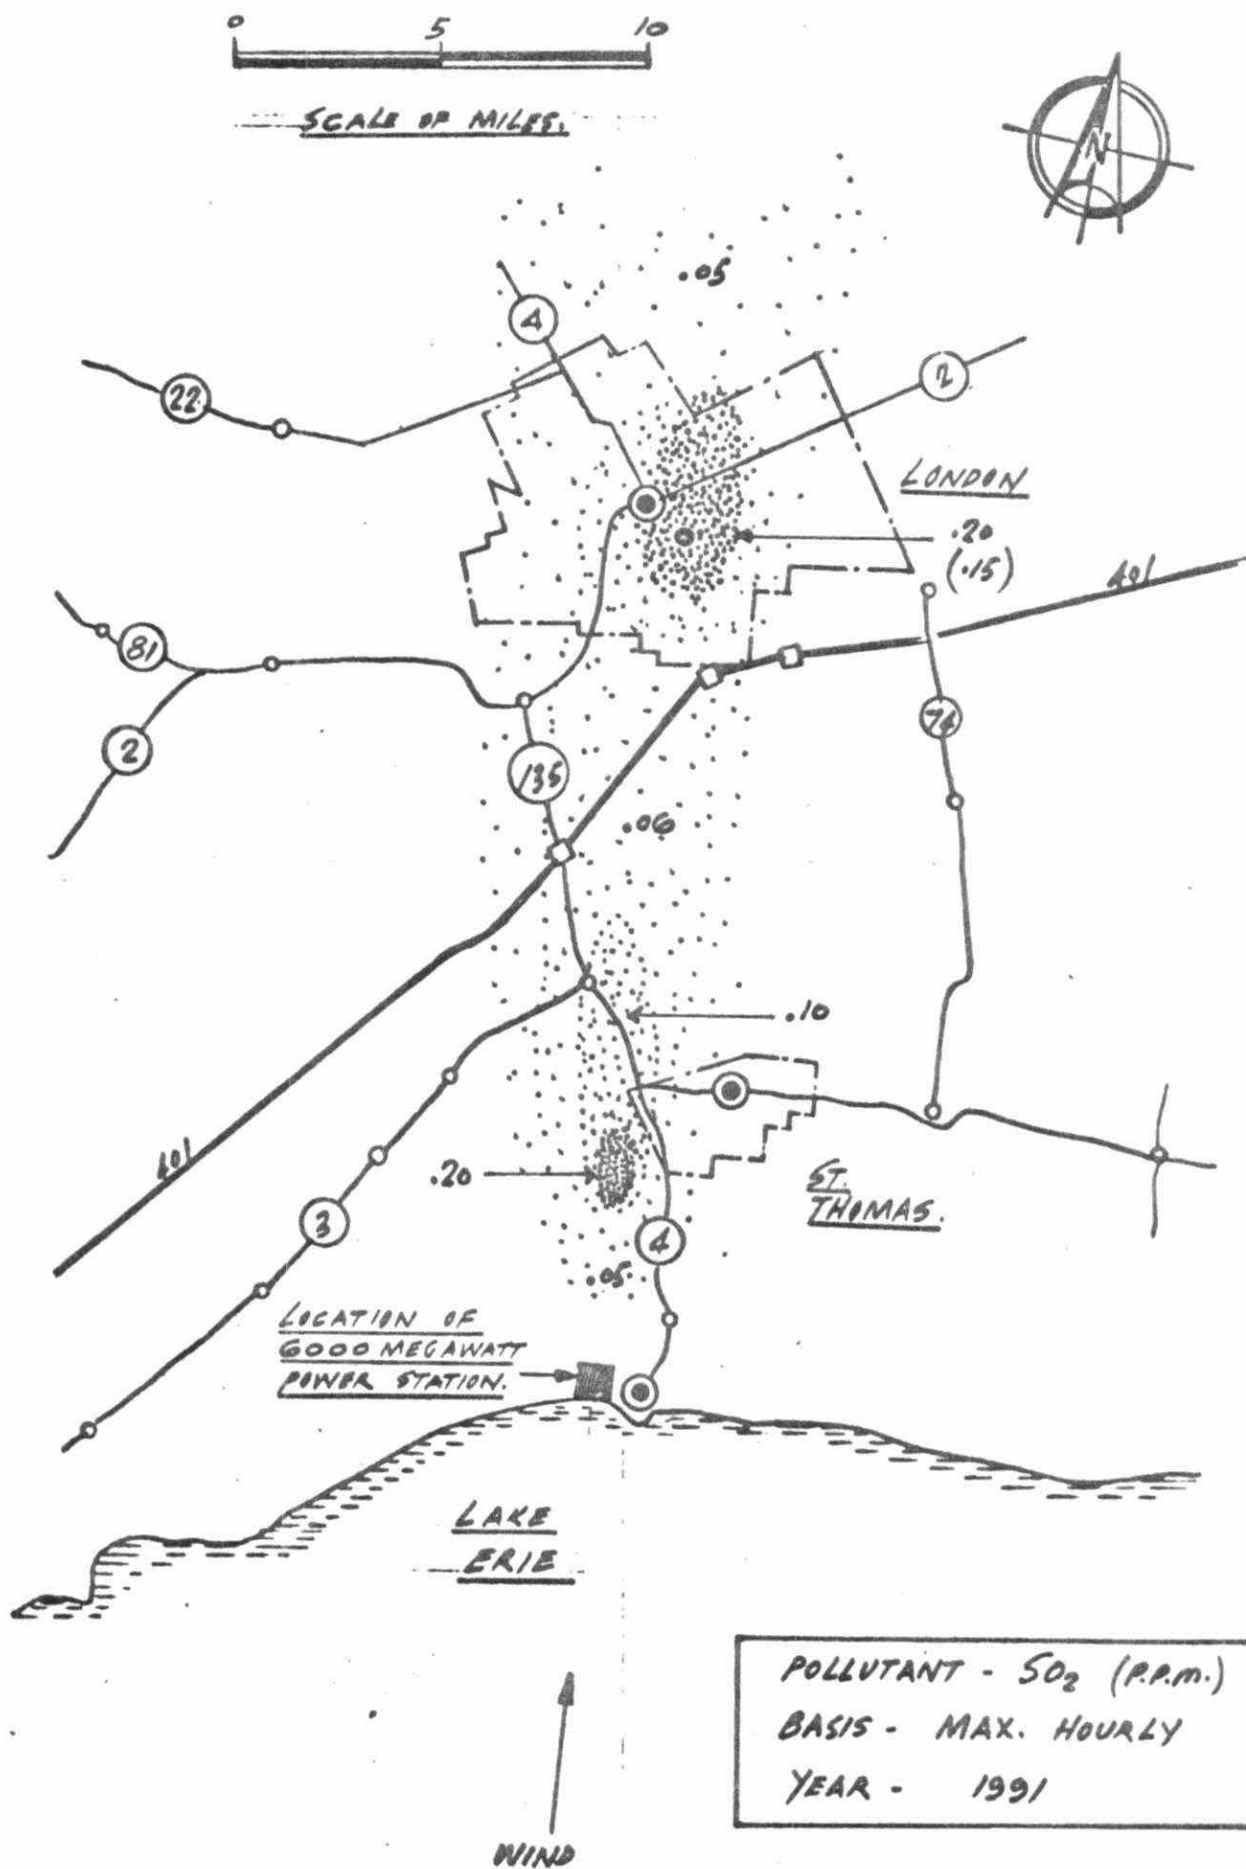 0 5 10
SCALE OF MILES.
N
.05
4
22
2
LONDON
.20
(.15)
401
81
2
74
135
.06
.10
401
.20
ST.
THOMAS.
3
4
.05
LOCATION OF
6000 MEGAWATT
POWER STATION.
LAKE
ERIE
WIND
POLLUTANT - SO2 (P.P.M.)
BASIS - MAX. HOURLY
YEAR - 1991